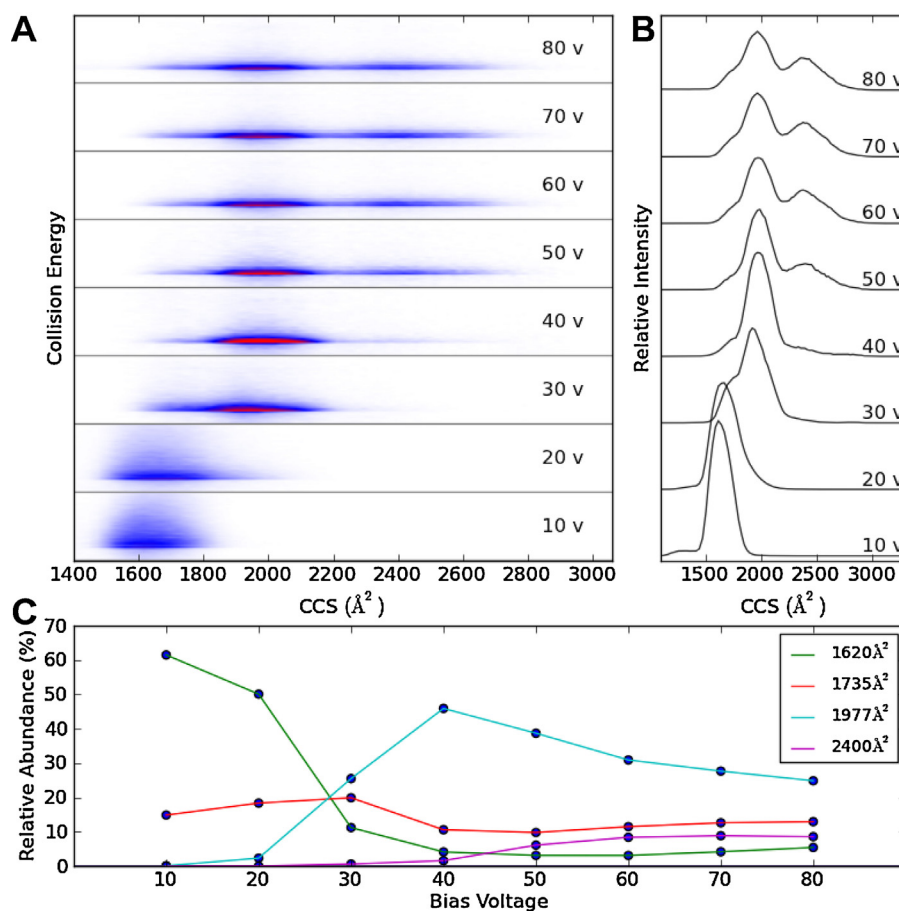 A
80 v
70 v
60 v
50 v
40 v
30 v
20 v
10 v
Collision Energy
1400 1600 1800 2000 2200 2400 2600 2800 3000
CCS (Å²)
B
80 v
70 v
60 v
50 v
40 v
30 v
20 v
10 v
Relative Intensity
1500 2000 2500 3000
CCS (Å²)
C
70
60
50
40
30
20
10
0
Relative Abundance (%)
1620Å²
1735Å²
1977Å²
2400Å²
10 20 30 40 50 60 70 80
Bias Voltage